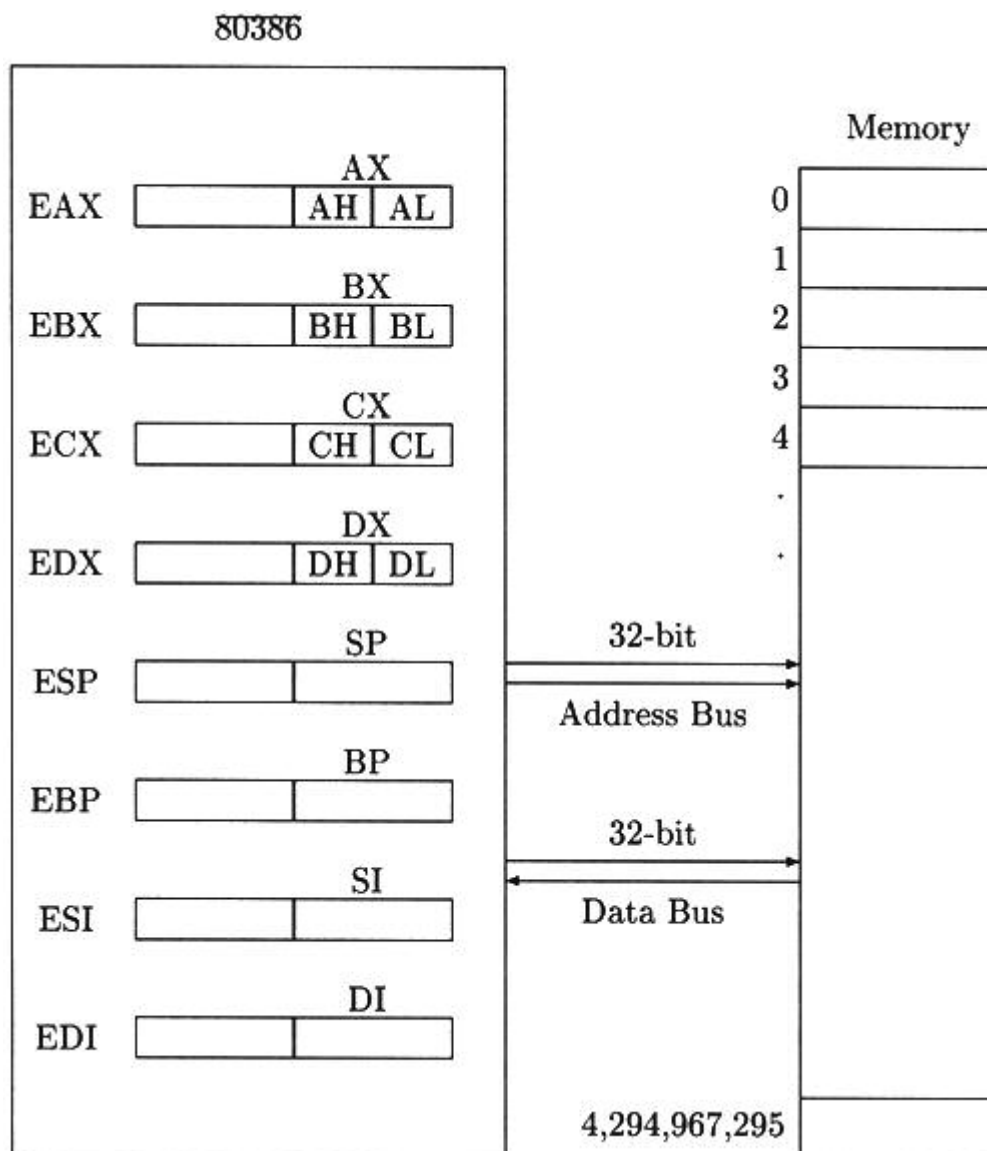 80386
Memory
AX
EAX AH AL
0
1
BX
EBX BH BL
2
3
CX
ECX CH CL
4
.
DX
EDX DH DL
.
SP
ESP
32-bit
Address Bus
BP
EBP
32-bit
SI
ESI
Data Bus
DI
EDI
4,294,967,295